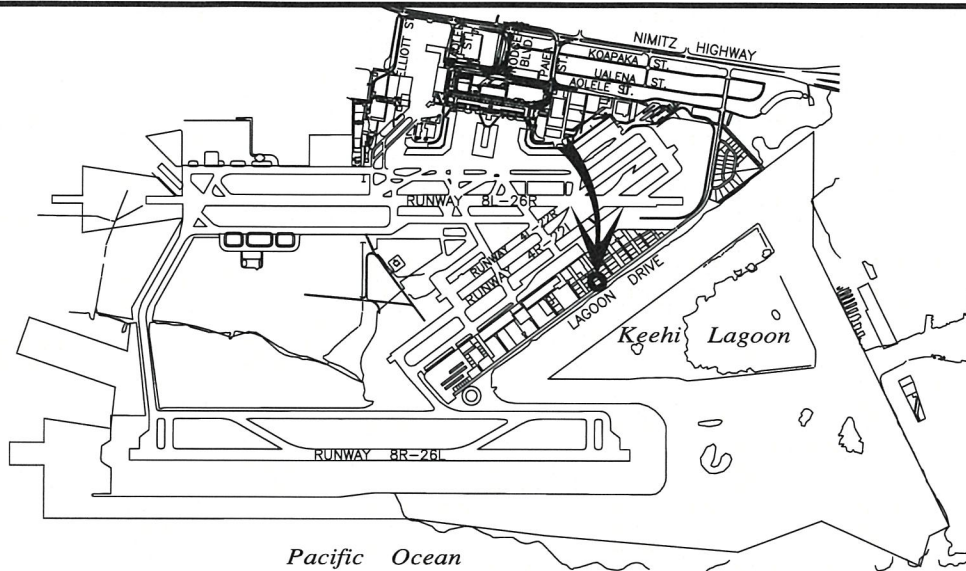 NIMITZ HIGHWAY
ELLIOTT S
ST.
BLVD.
PAIEA ST.
KOAPAKA ST.
UALENA ST.
AOLELE ST.
RUNWAY 8L-26R
RUNWAY 4L 22R
RUNWAY 4R 22L
LAGOON DRIVE
Keehi Lagoon
RUNWAY 8R-26L
Pacific Ocean